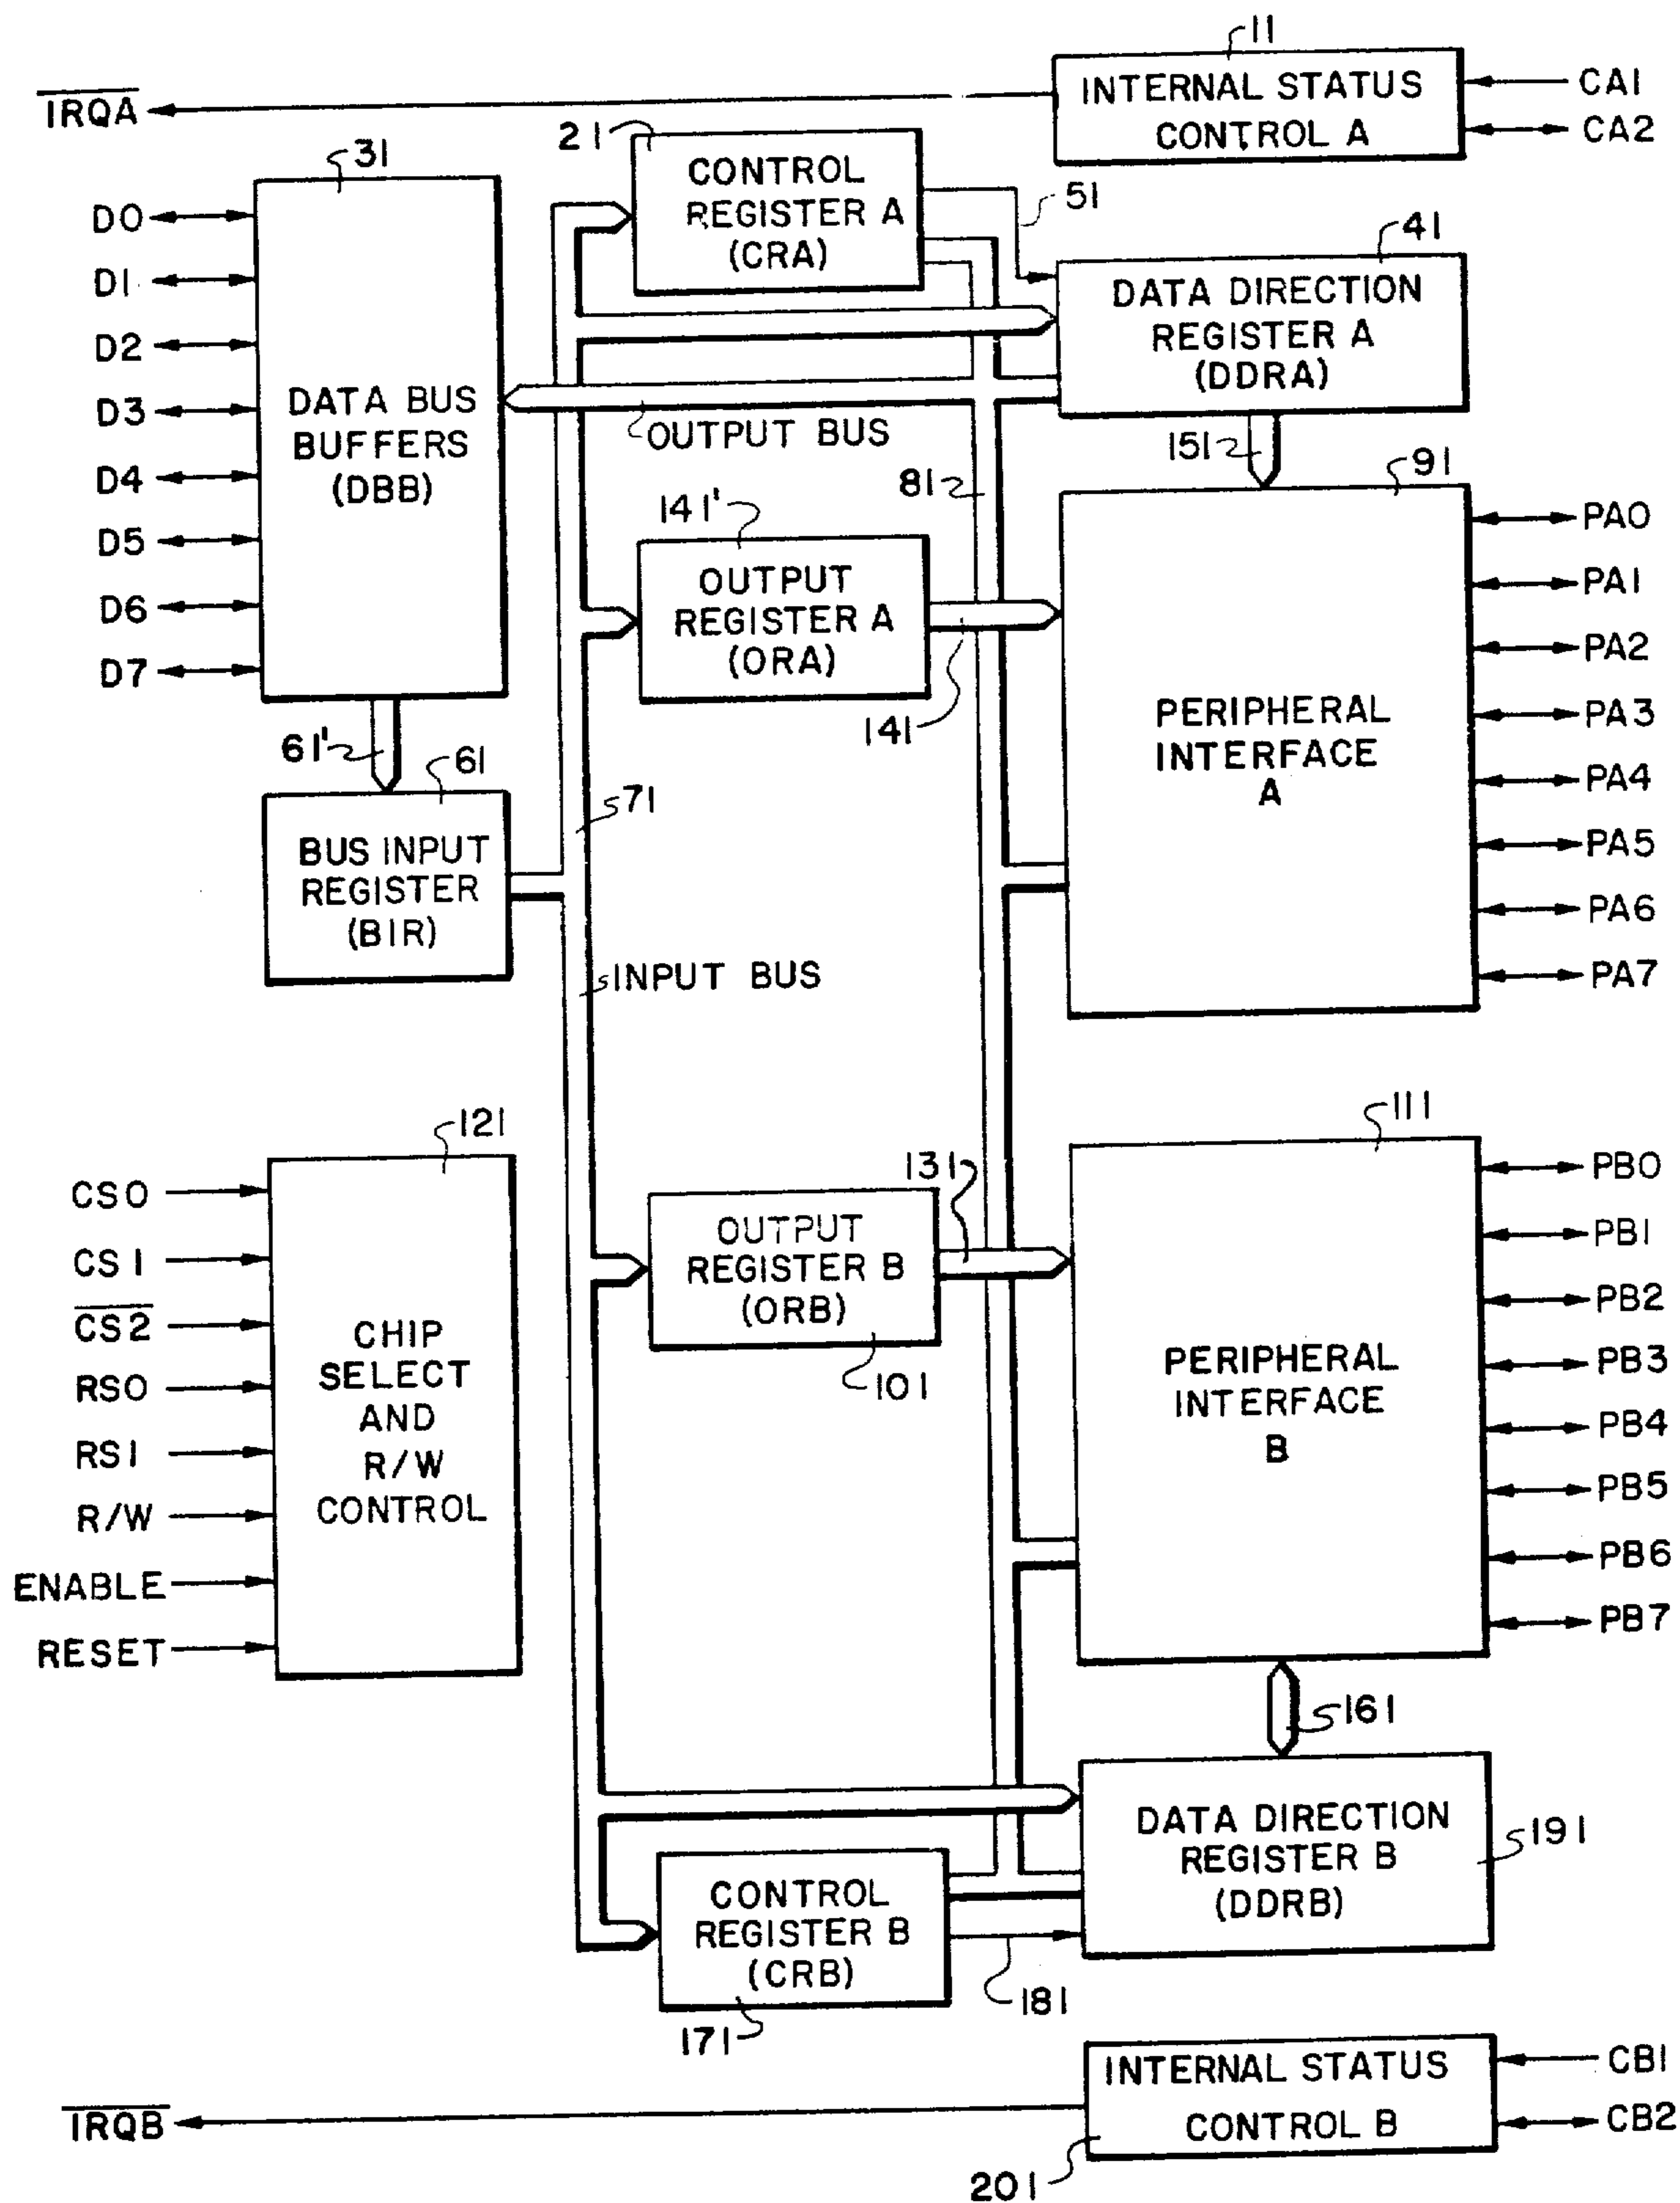 11
INTERNAL STATUS
CONTROL A
CA1
CA2
IRQA
21
CONTROL
REGISTER A
(CRA)
51
31
D0
D1
D2
D3
D4
D5
D6
D7
DATA BUS
BUFFERS
(DBB)
41
DATA DIRECTION
REGISTER A
(DDRA)
OUTPUT BUS
151
81
91
141'
OUTPUT
REGISTER A
(ORA)
141
PERIPHERAL
INTERFACE
A
PA0
PA1
PA2
PA3
PA4
PA5
PA6
PA7
61'
61
BUS INPUT
REGISTER
(BIR)
71
INPUT BUS
121
CS0
CS1
CS2
RS0
RS1
R/W
ENABLE
RESET
CHIP
SELECT
AND
R/W
CONTROL
131
OUTPUT
REGISTER B
(ORB)
101
111
PERIPHERAL
INTERFACE
B
PB0
PB1
PB2
PB3
PB4
PB5
PB6
PB7
161
DATA DIRECTION
REGISTER B
(DDRB)
191
CONTROL
REGISTER B
(CRB)
171
181
INTERNAL STATUS
CONTROL B
CB1
CB2
IRQB
201